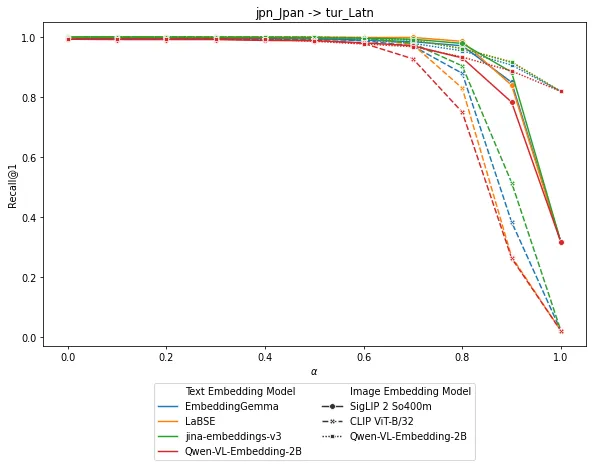 jpn_Jpan -> tur_Latn
Recall@1
1.0
0.8
0.6
0.4
0.2
0.0
0.0 0.2 0.4 0.6 0.8 1.0
α
Text Embedding Model
EmbeddingGemma
LaBSE
jina-embeddings-v3
Qwen-VL-Embedding-2B
Image Embedding Model
SigLIP 2 So400m
CLIP ViT-B/32
Qwen-VL-Embedding-2B